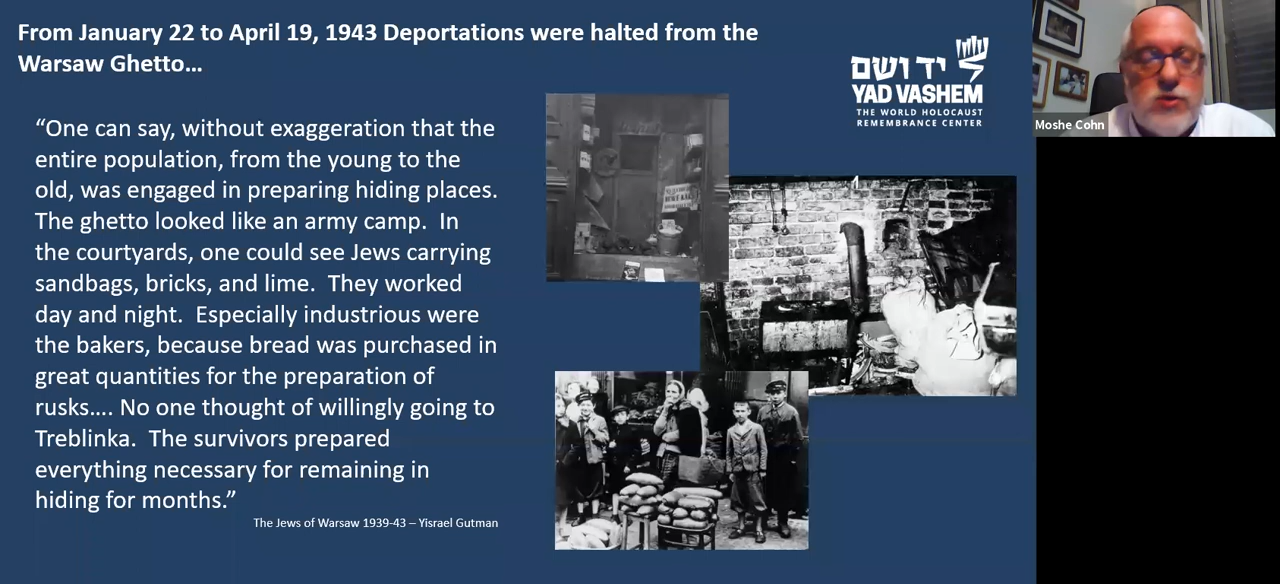 From January 22 to April 19, 1943 Deportations were halted from the
Warsaw Ghetto…
יד ושם
YAD VASHEM
THE WORLD HOLOCAUST
REMEMBRANCE CENTER
Moshe Cohn
“One can say, without exaggeration that the
entire population, from the young to the
old, was engaged in preparing hiding places.
The ghetto looked like an army camp.  In
the courtyards, one could see Jews carrying
sandbags, bricks, and lime.  They worked
day and night.  Especially industrious were
the bakers, because bread was purchased in
great quantities for the preparation of
rusks…. No one thought of willingly going to
Treblinka.  The survivors prepared
everything necessary for remaining in
hiding for months.”
The Jews of Warsaw 1939-43 – Yisrael Gutman